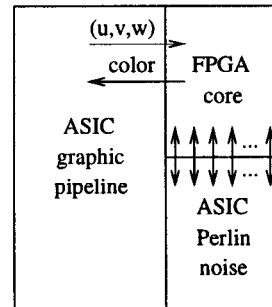 (u,v,w)
color
FPGA
core
ASIC
graphic
pipeline
...
...
ASIC
Perlin
noise